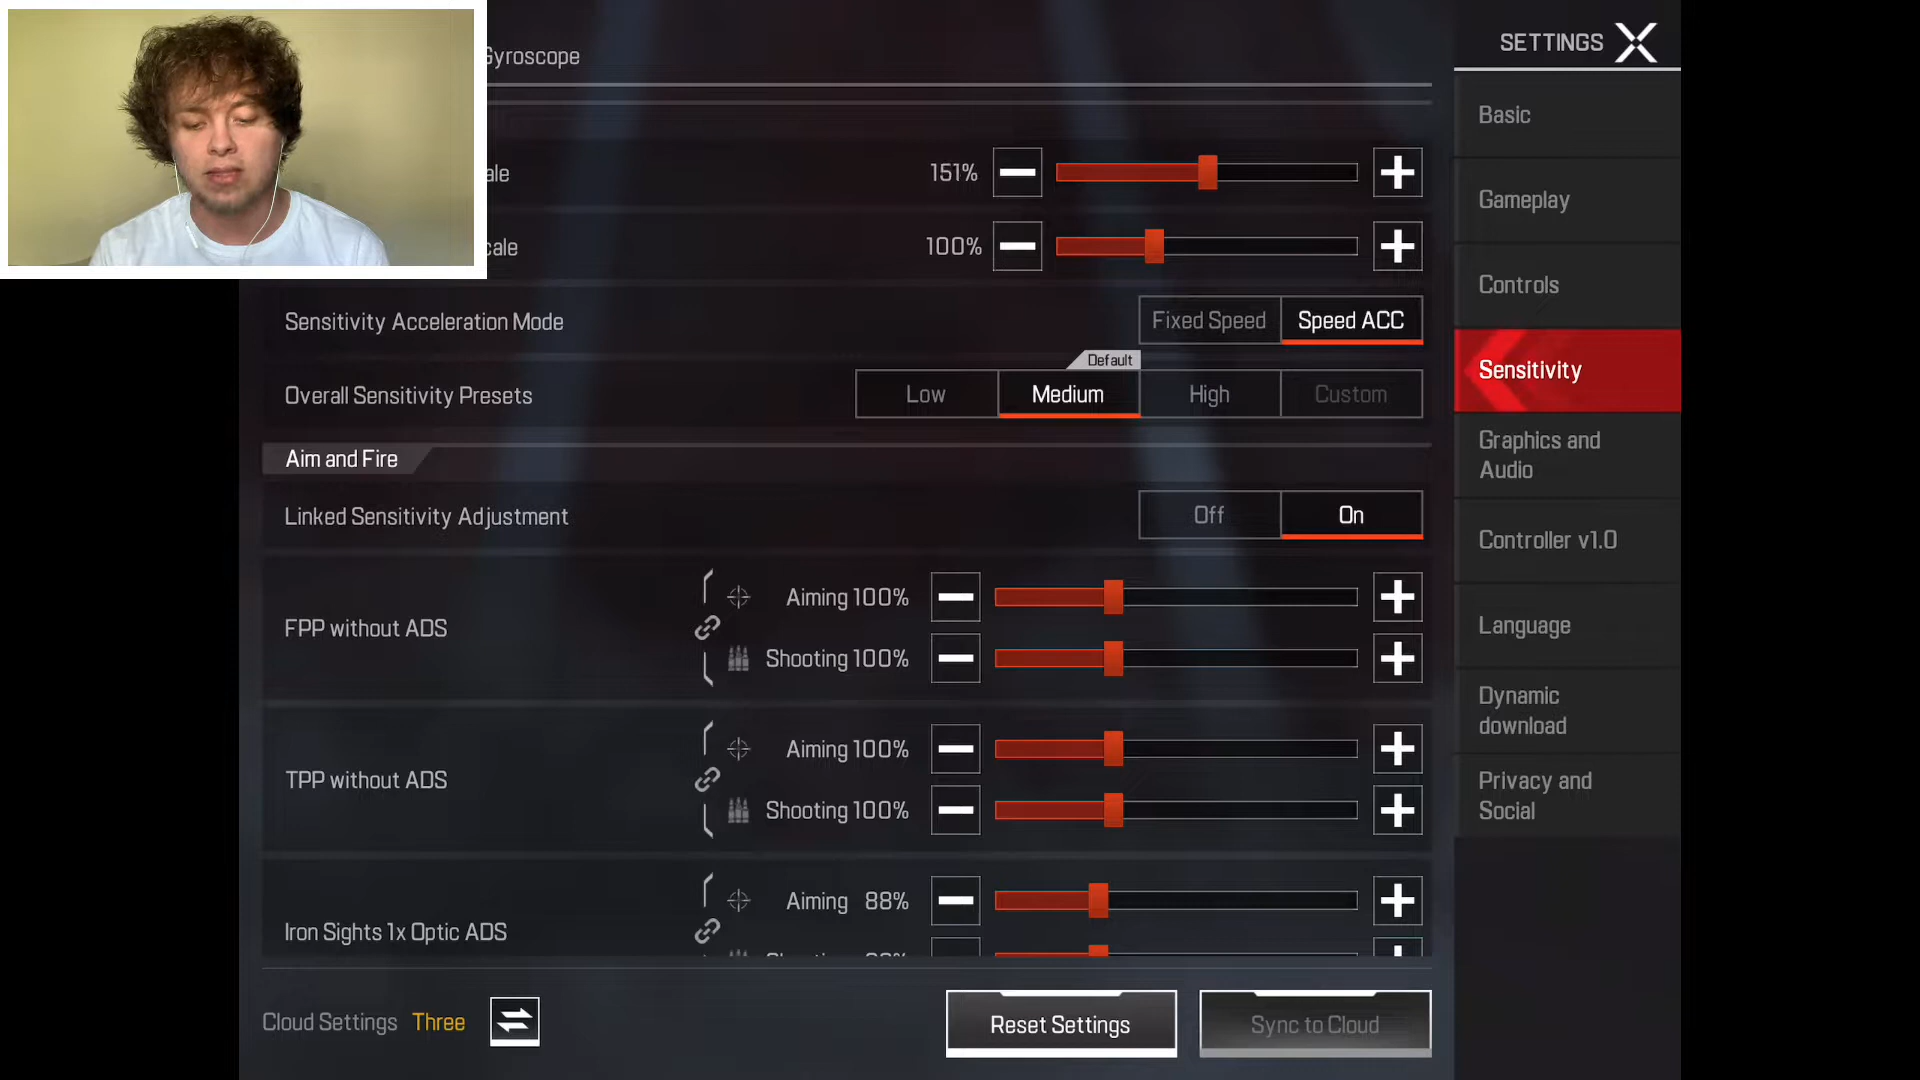 Gyroscope
SETTINGS
Basic
ale 151%
Gameplay
cale 100%
Controls
Sensitivity Acceleration Mode Fixed Speed Speed ACC
Default
Sensitivity
Overall Sensitivity Presets Low Medium High Custom
Aim and Fire
Graphics and
Audio
Linked Sensitivity Adjustment Off On
Controller v1.0
Aiming 100%
FPP without ADS
Language
Shooting 100%
Dynamic
download
Aiming 100%
TPP without ADS
Privacy and
Social
Shooting 100%
Aiming 88%
Iron Sights 1x Optic ADS
Cloud Settings Three
Reset Settings
Sync to Cloud